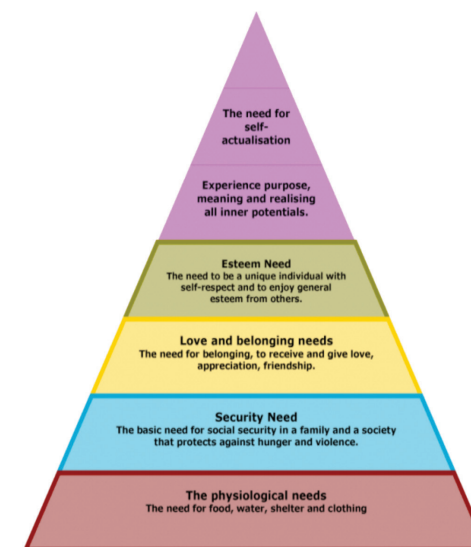 The need for
self-
actualisation
Experience purpose,
meaning and realising
all inner potentials.
Esteem Need
The need to be a unique individual with
self-respect and to enjoy general
esteem from others.
Love and belonging needs
The need for belonging, to receive and give love,
appreciation, friendship.
Security Need
The basic need for social security in a family and a society
that protects against hunger and violence.
The physiological needs
The need for food, water, shelter and clothing